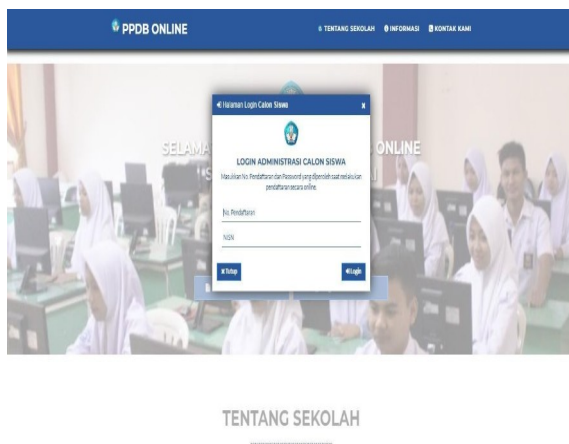 PPDB ONLINE
TENTANG SEKOLAH
INFORMASI
KONTAK KAMI
SELAMA
ONLINE
Halaman Login Calon Siswa
LOGIN ADMINISTRASI CALON SISWA
Masukkan No. Pendaftaran dan Password yang diperoleh saat melakukan
pendaftaran secara online.
No. Pendaftaran
NISN
Tutup
Login
TENTANG SEKOLAH